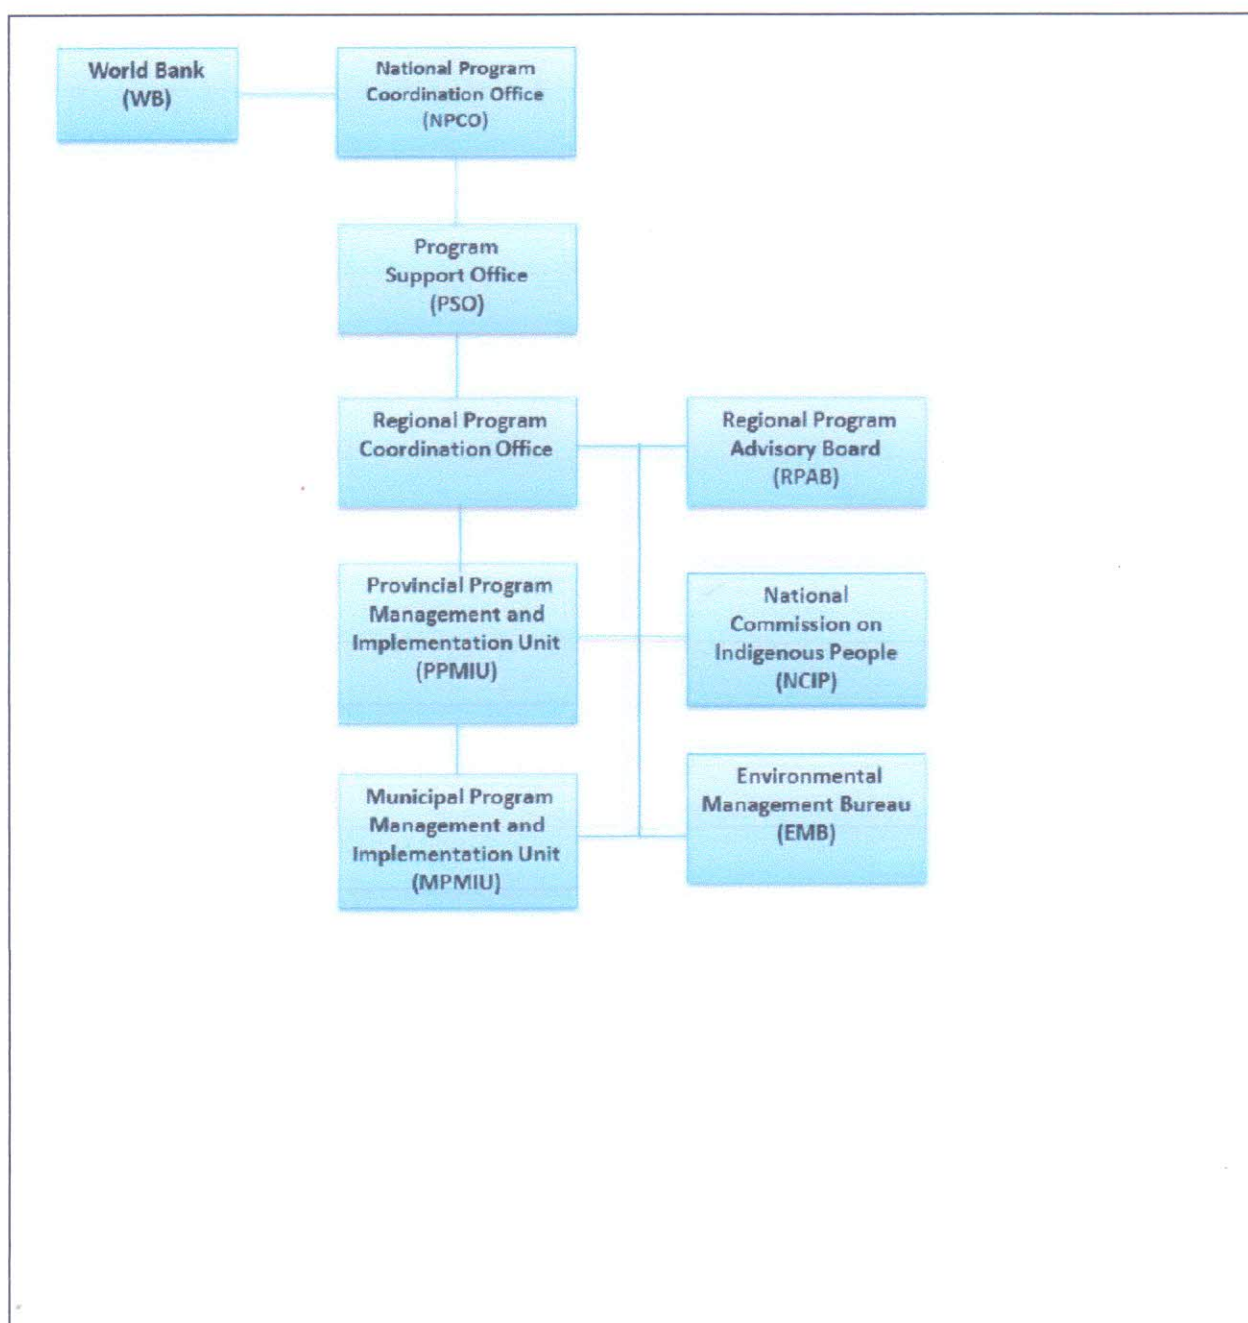 World Bank
(WB)
National Program
Coordination Office
(NPCO)
Program
Support Office
(PSO)
Regional Program
Coordination Office
Regional Program
Advisory Board
(RPAB)
Provincial Program
Management and
Implementation Unit
(PPMIU)
National
Commission on
Indigenous People
(NCIP)
Municipal Program
Management and
Implementation Unit
(MPMIU)
Environmental
Management Bureau
(EMB)